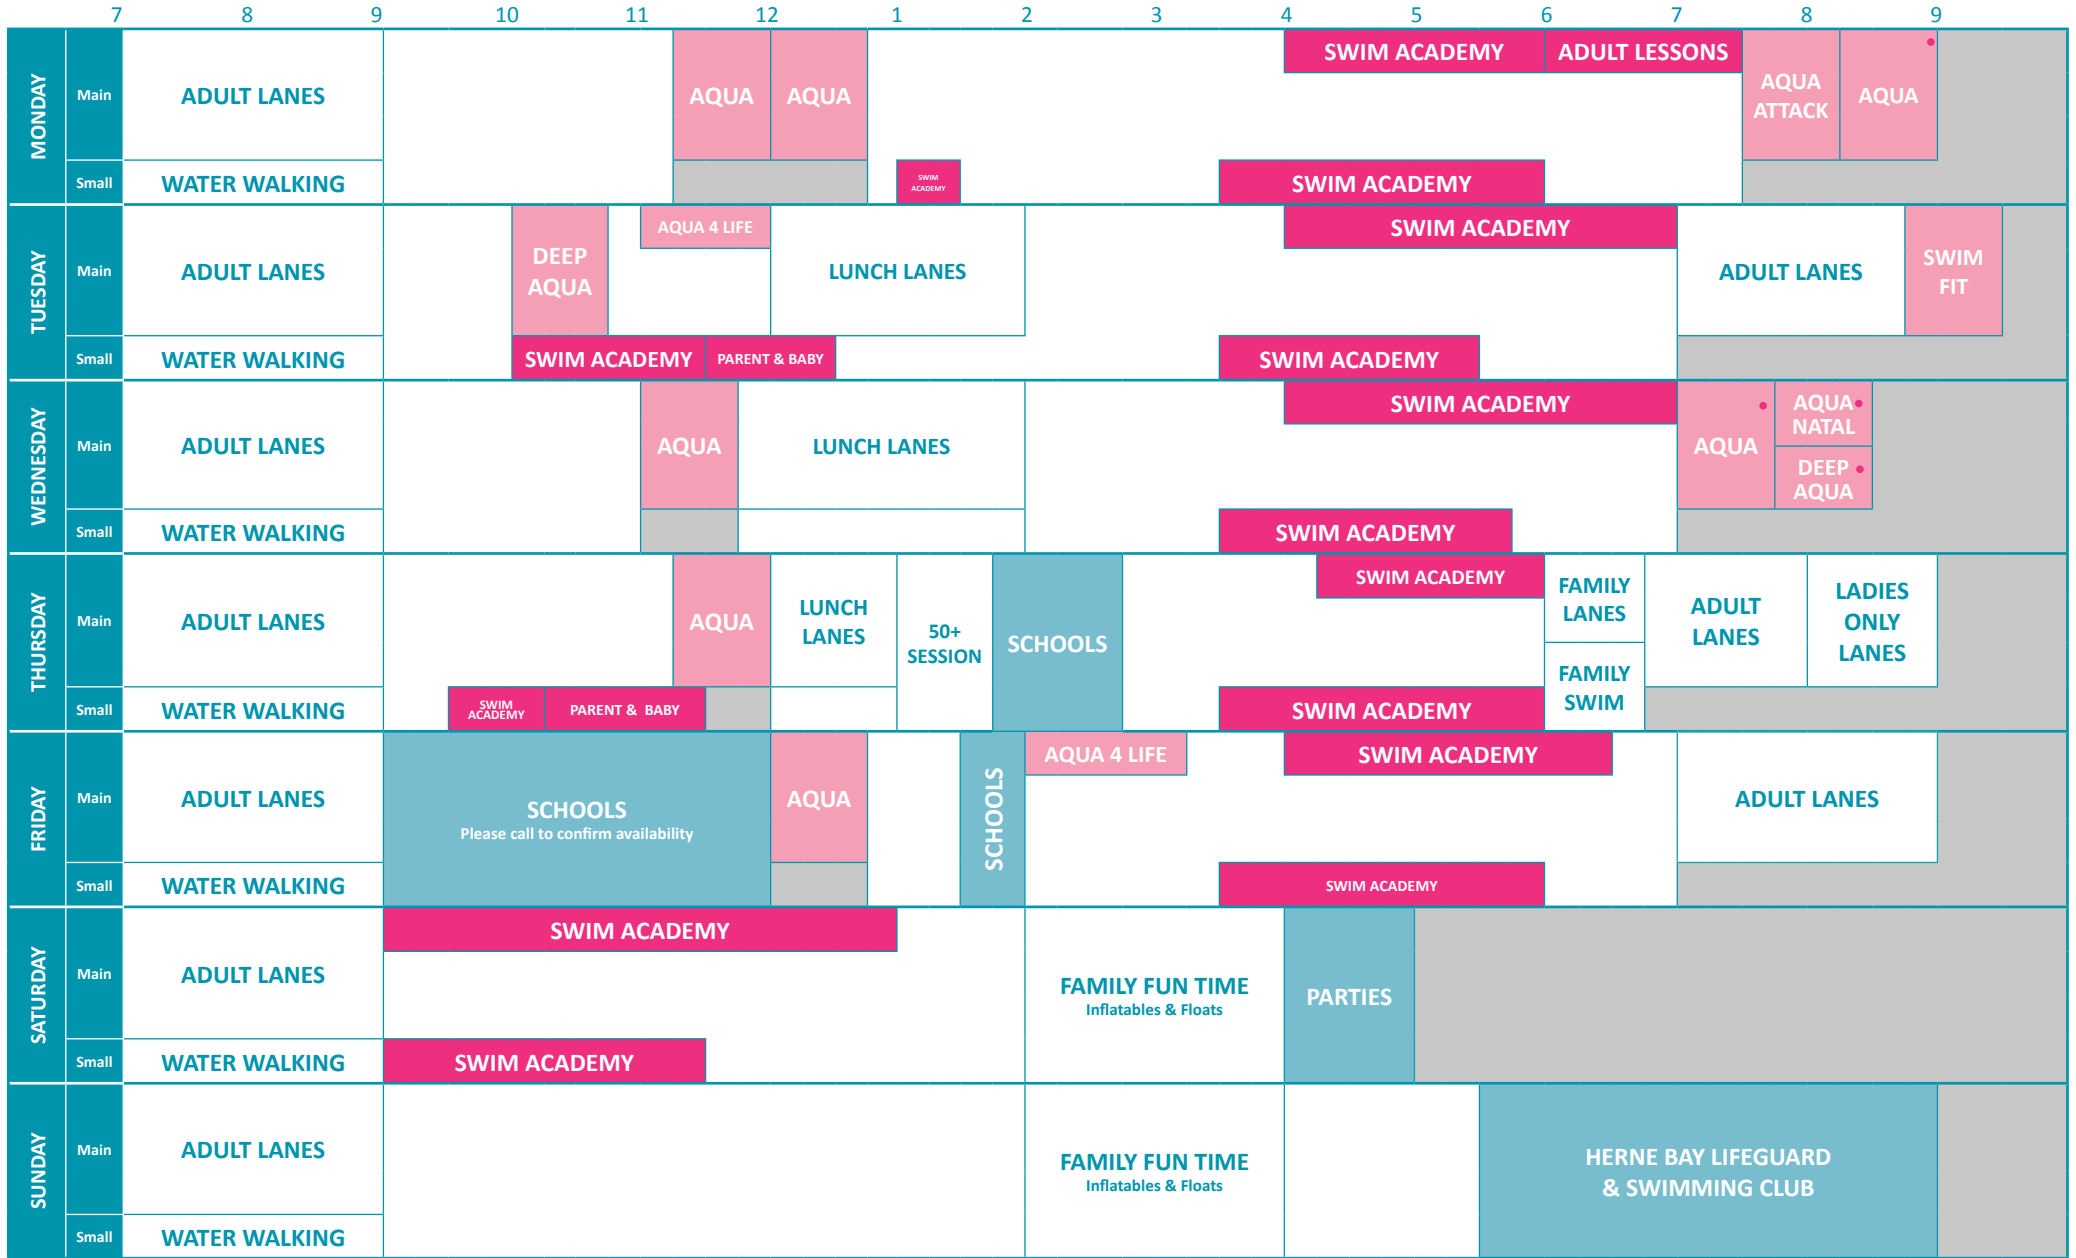 7 8 9 10 11 12 1 2 3 4 5 6 7 8 9
MONDAY
Main
ADULT LANES
AQUA
AQUA
SWIM ACADEMY
ADULT LESSONS
AQUA
ATTACK
AQUA
Small
WATER WALKING
SWIM
ACADEMY
SWIM ACADEMY
TUESDAY
Main
ADULT LANES
DEEP
AQUA
AQUA 4 LIFE
LUNCH LANES
SWIM ACADEMY
ADULT LANES
SWIM
FIT
Small
WATER WALKING
SWIM ACADEMY
PARENT & BABY
SWIM ACADEMY
WEDNESDAY
Main
ADULT LANES
AQUA
LUNCH LANES
SWIM ACADEMY
AQUA
AQUA
NATAL
DEEP
AQUA
Small
WATER WALKING
SWIM ACADEMY
THURSDAY
Main
ADULT LANES
AQUA
LUNCH
LANES
50+
SESSION
SCHOOLS
SWIM ACADEMY
FAMILY
LANES
FAMILY
SWIM
ADULT
LANES
LADIES
ONLY
LANES
Small
WATER WALKING
SWIM
ACADEMY
PARENT & BABY
SWIM ACADEMY
FRIDAY
Main
ADULT LANES
SCHOOLS
Please call to confirm availability
AQUA
SCHOOLS
AQUA 4 LIFE
SWIM ACADEMY
ADULT LANES
Small
WATER WALKING
SWIM ACADEMY
SATURDAY
Main
ADULT LANES
SWIM ACADEMY
FAMILY FUN TIME
Inflatables & Floats
PARTIES
Small
WATER WALKING
SWIM ACADEMY
SUNDAY
Main
ADULT LANES
FAMILY FUN TIME
Inflatables & Floats
HERNE BAY LIFEGUARD
& SWIMMING CLUB
Small
WATER WALKING